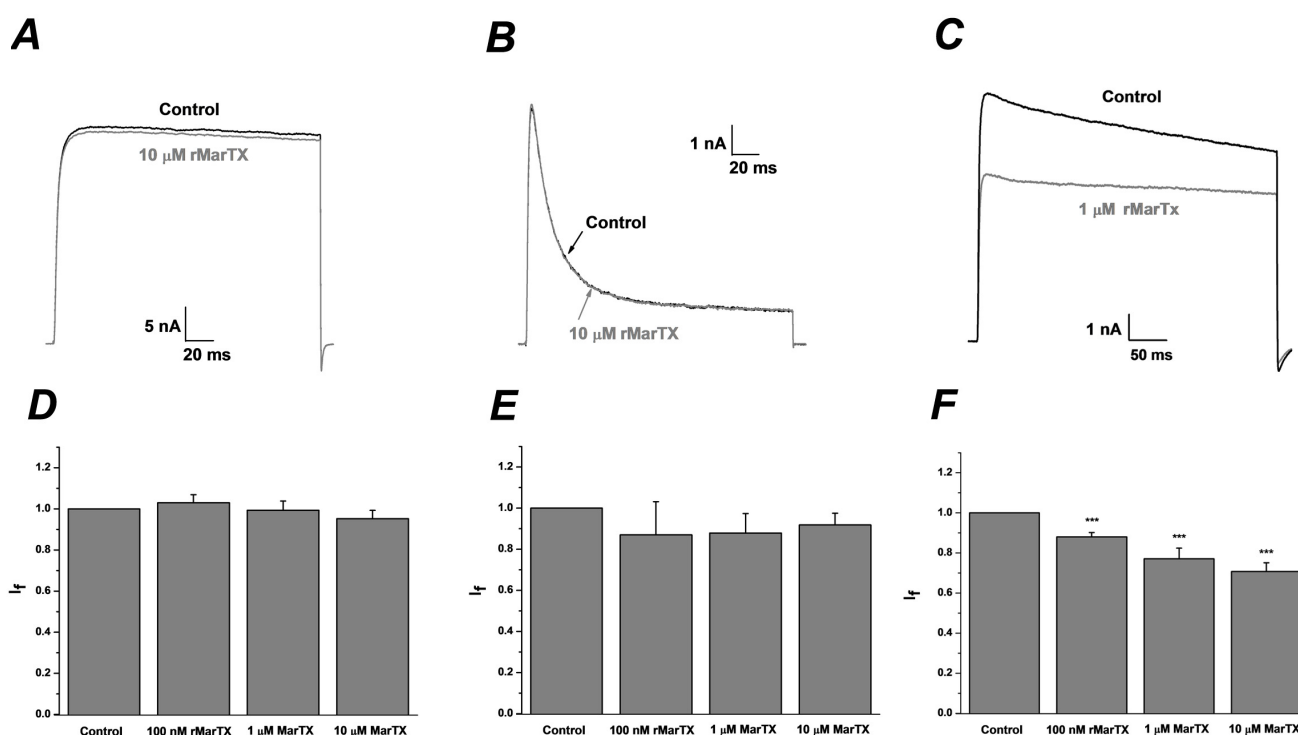 A
Control
10 μM rMarTX
5 nA
20 ms
B
1 nA
20 ms
Control
10 μM rMarTX
C
Control
1 μM rMarTx
1 nA
50 ms
D
1.2
1.0
0.8
0.6
0.4
0.2
0.0
If
Control
100 nM rMarTX
1 μM MarTX
10 μM MarTX
E
1.2
1.0
0.8
0.6
0.4
0.2
0.0
If
Control
100 nM rMarTX
1 μM MarTX
10 μM MarTX
F
1.2
1.0
0.8
0.6
0.4
0.2
0.0
If
***
***
***
Control
100 nM rMarTX
1 μM MarTX
10 μM MarTX